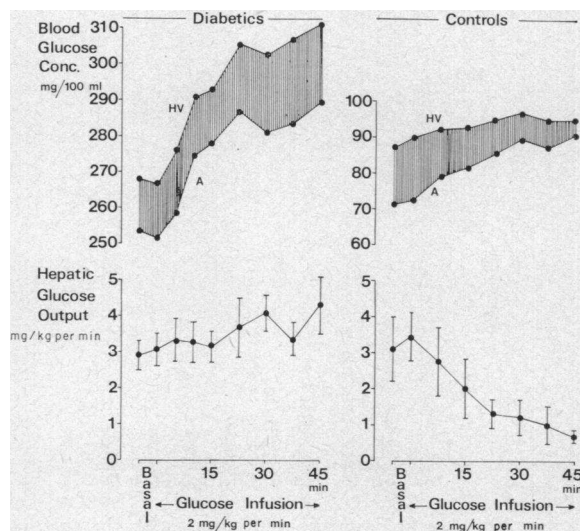 Diabetics
Controls
Blood
Glucose
Conc.
mg/100 ml
310
300
290
280
270
260
250
HV
A
100
90
80
70
60
HV
A
Hepatic
Glucose
Output
mg/kg per min
5
4
3
2
1
0
5
4
3
2
1
0
Basal
15
30
45
min
Glucose Infusion
2 mg/kg per min
Basal
15
30
45
min
Glucose Infusion
2 mg/kg per min